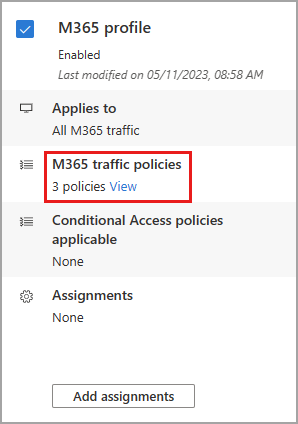 M365 profile
Enabled
Last modified on 05/11/2023, 08:58 AM
Applies to
All M365 traffic
M365 traffic policies
3 policies View
Conditional Access policies
applicable
None
Assignments
None
Add assignments